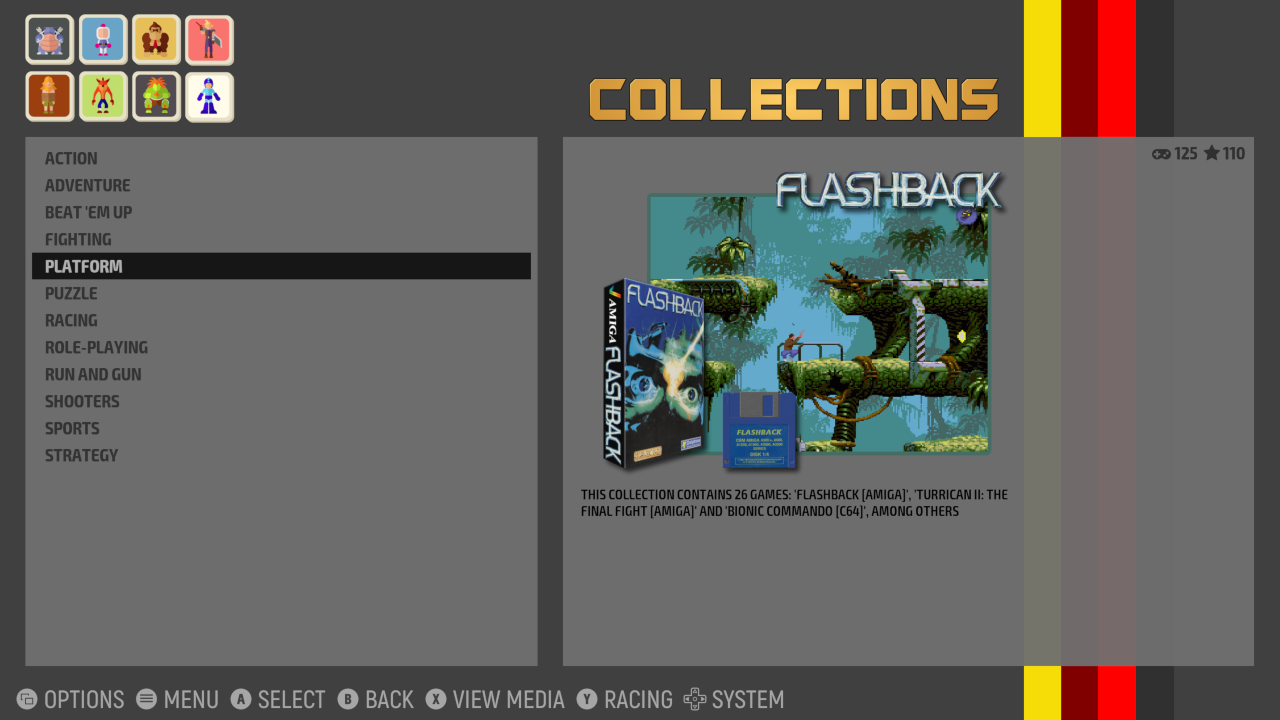 COLLECTIONS
ACTION
ADVENTURE
BEAT 'EM UP
FIGHTING
PLATFORM
PUZZLE
RACING
ROLE-PLAYING
RUN AND GUN
SHOOTERS
SPORTS
STRATEGY
125 110
FLASHBACK
FLASHBACK
AMIGA FLASHBACK
FLASHBACK
THIS COLLECTION CONTAINS 26 GAMES: 'FLASHBACK [AMIGA]', 'TURRICAN II: THE
FINAL FIGHT [AMIGA]' AND 'BIONIC COMMANDO [C64]', AMONG OTHERS
OPTIONS MENU A SELECT B BACK X VIEW MEDIA Y RACING SYSTEM